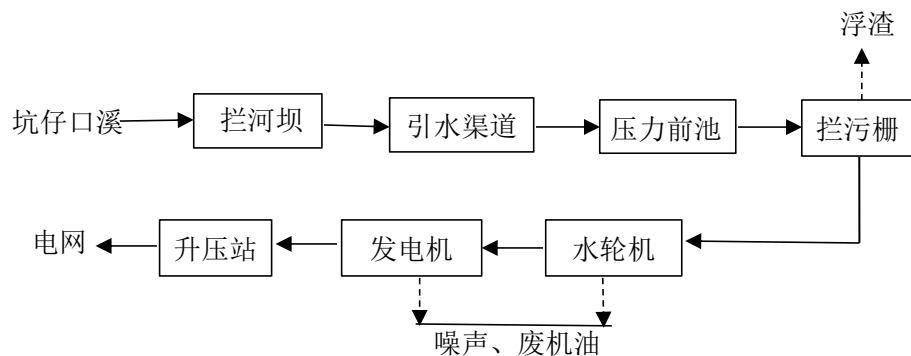 浮渣
坑仔口溪
拦河坝
引水渠道
压力前池
拦污栅
电网
升压站
发电机
水轮机
噪声、废机油